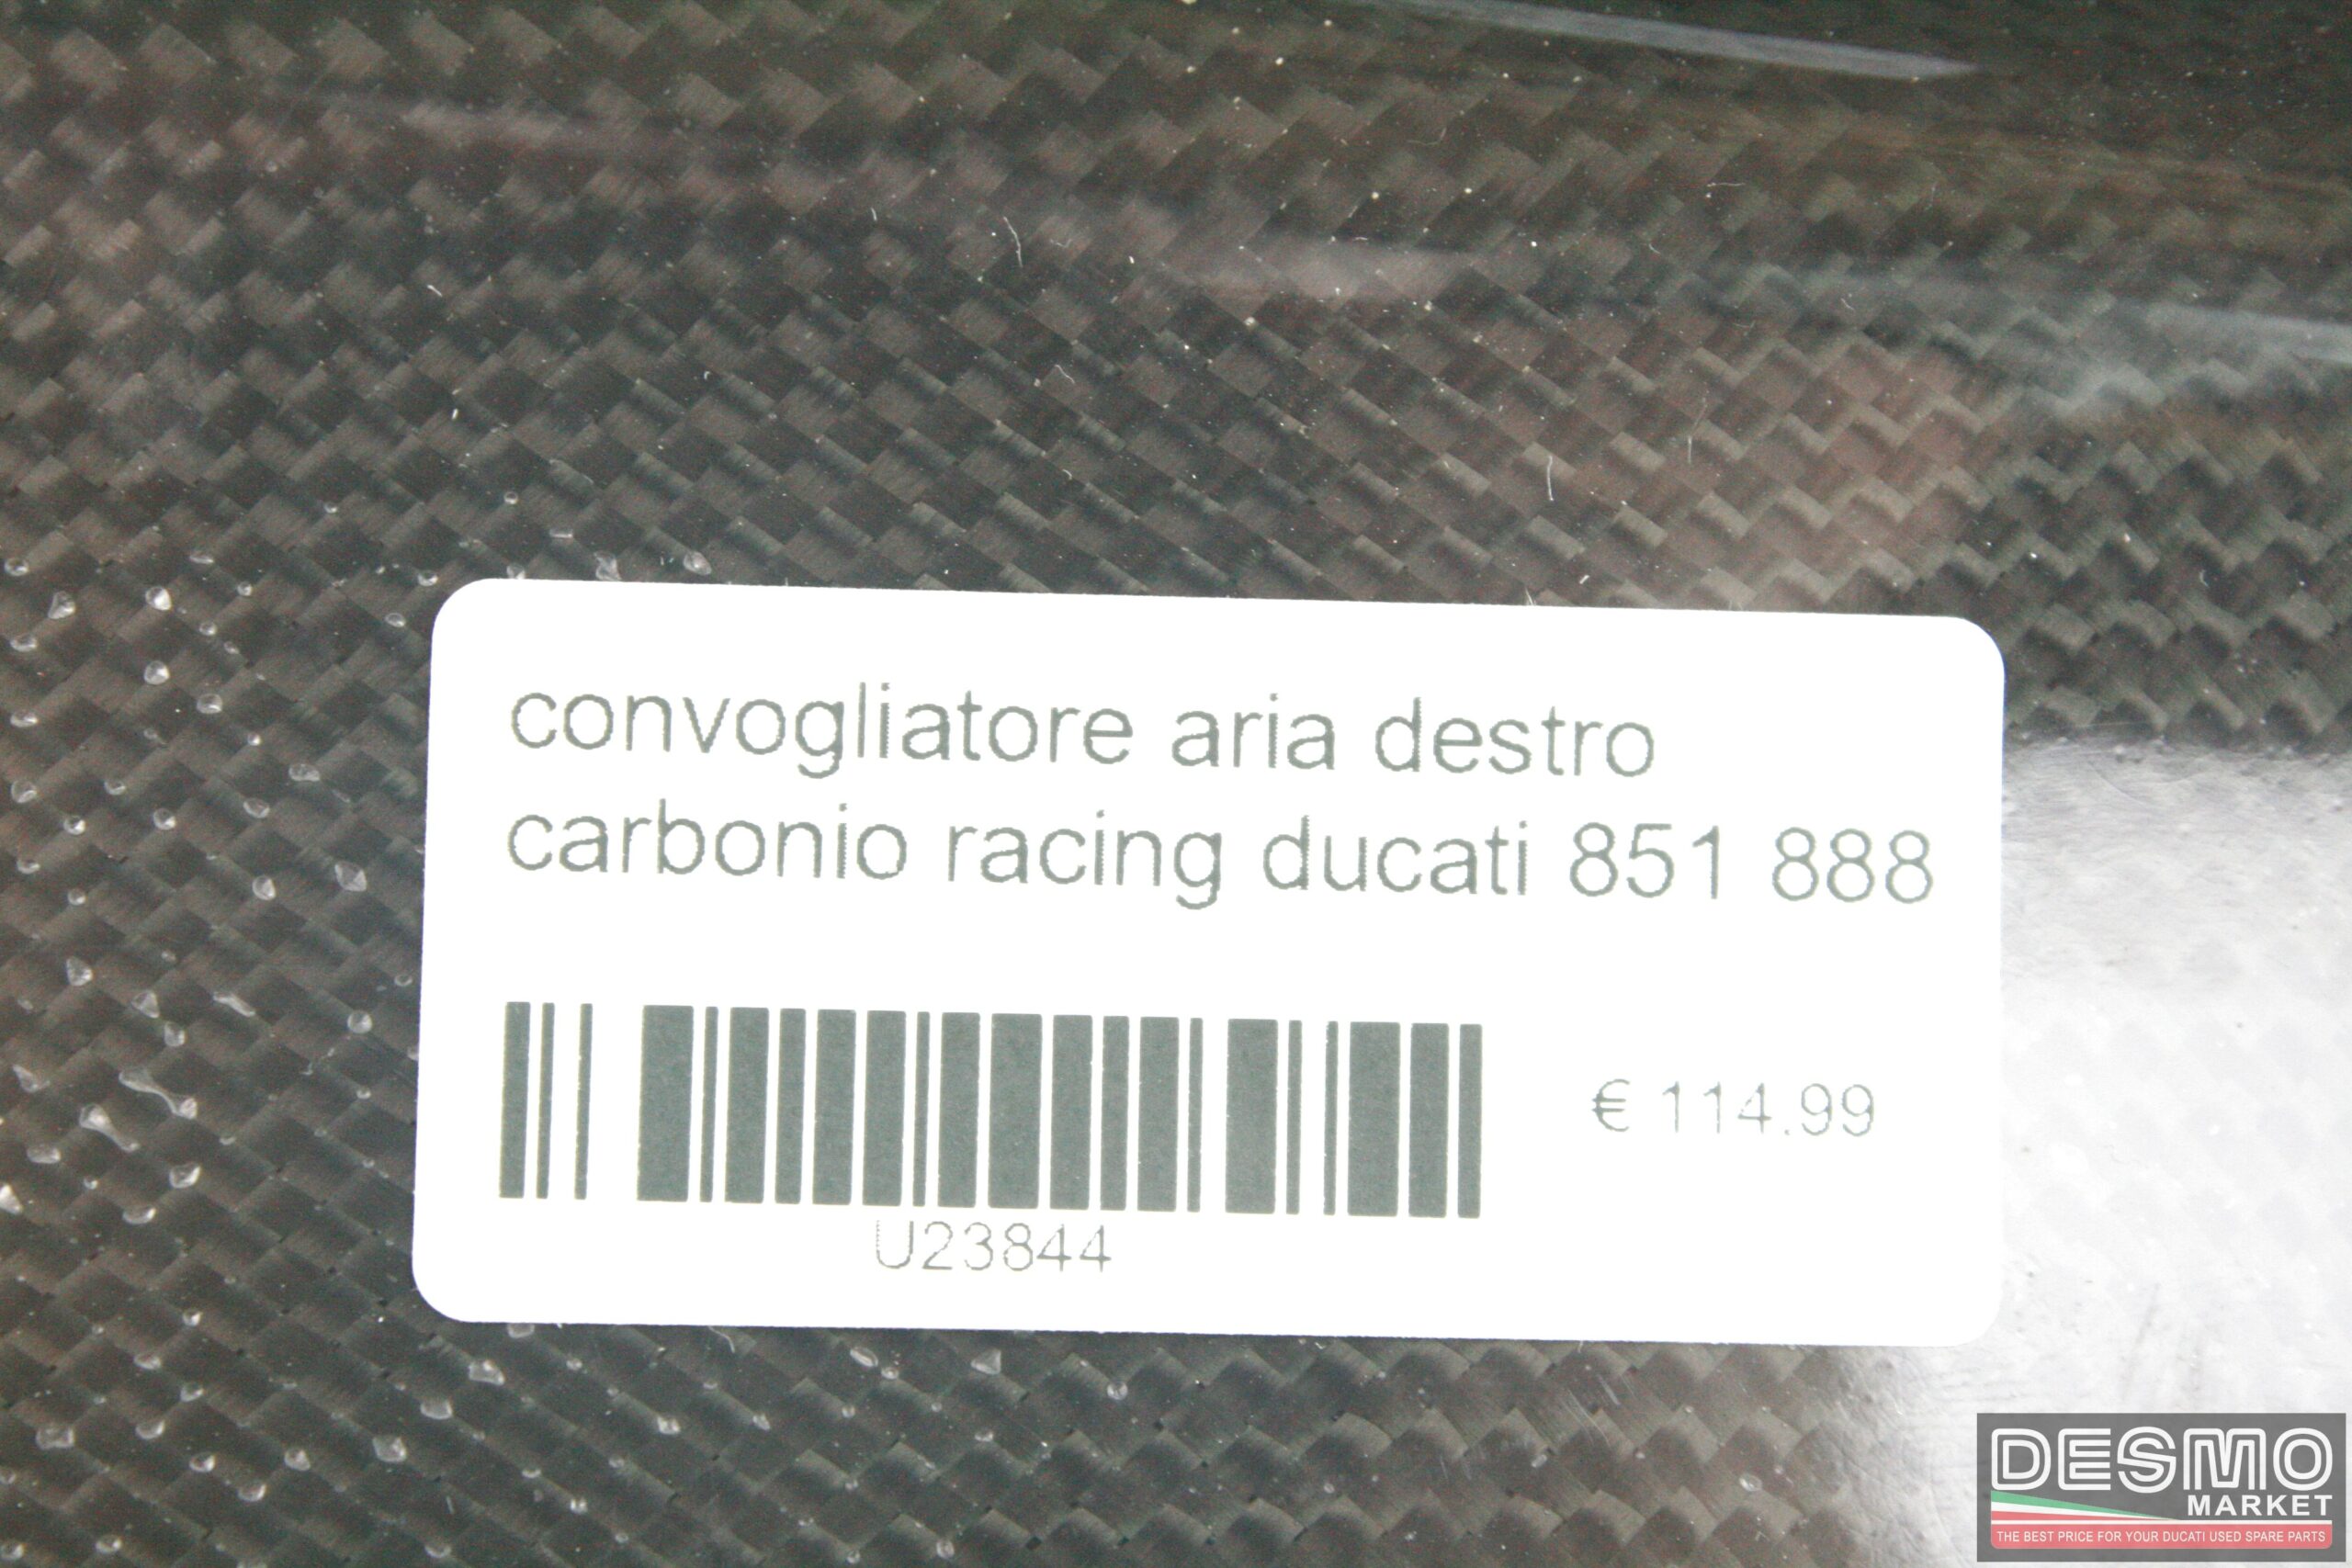 convogliatore aria destro
carbonio racing ducati 851 888
€ 114.99
U23844
DESMO
MARKET
THE BEST PRICE FOR YOUR DUCATI USED SPARE PARTS